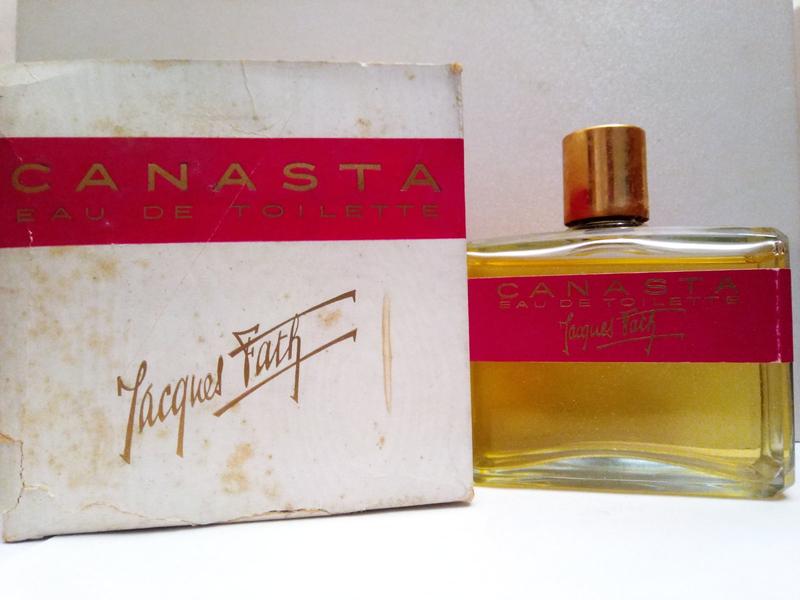 CANASTA
EAU DE TOILETTE
Jacques Fath
CANASTA
EAU DE TOILETTE
Jacques Fath